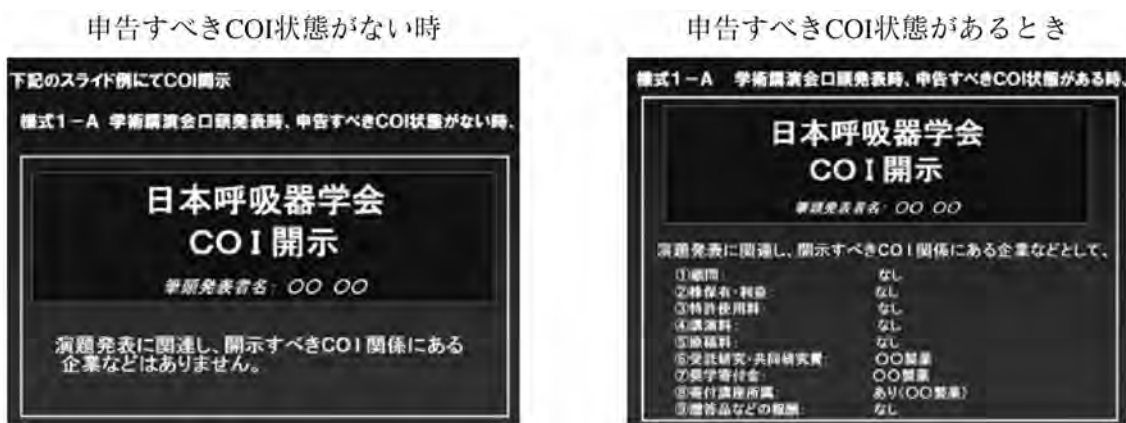 申告すべきCOI状態がない時
下記のスライド例にてCOI開示
様式1－A 学術講演会口頭発表時、申告すべきCOI状態がない時、
日本呼吸器学会
COI開示
筆頭発表者名: 〇〇 〇〇
演題発表に関連し、開示すべきCOI関係にある
企業などはありません。
申告すべきCOI状態があるとき
様式1－A 学術講演会口頭発表時、申告すべきCOI状態がある時、
日本呼吸器学会
COI開示
筆頭発表者名: 〇〇 〇〇
演題発表に関連し、開示すべきCOI関係にある企業などとして、
①顧問: なし
②株保有・利益: なし
③特許使用料: なし
④講演料: なし
⑤原稿料: なし
⑥受託研究・共同研究費: 〇〇製薬
⑦奨学寄付金: 〇〇製薬
⑧寄付講座所属: あり(〇〇製薬)
⑨贈答品などの報酬: なし